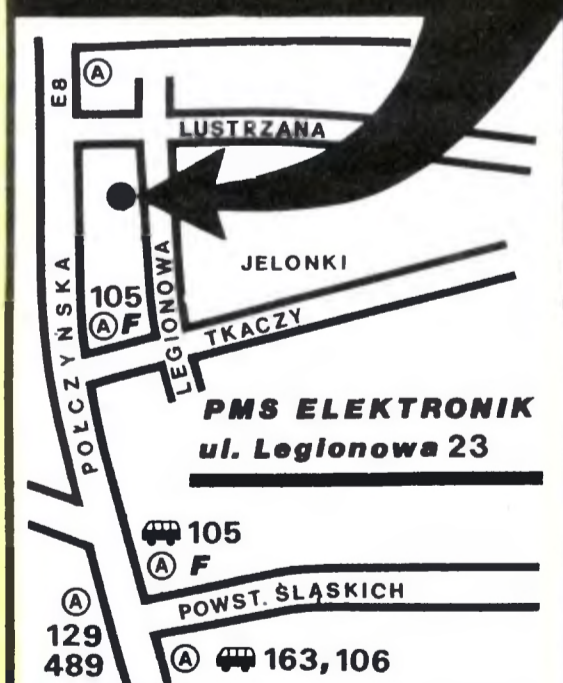 E8
Ⓐ
LUSTRZANA
JELONKI
POŁCZYŃSKA
105
Ⓐ F
LEGIONOWA
TKACZY
PMS ELEKTRONIK
ul. Legionowa 23
105
Ⓐ F
POWST. ŚLĄSKICH
Ⓐ
129
489
Ⓐ 163, 106